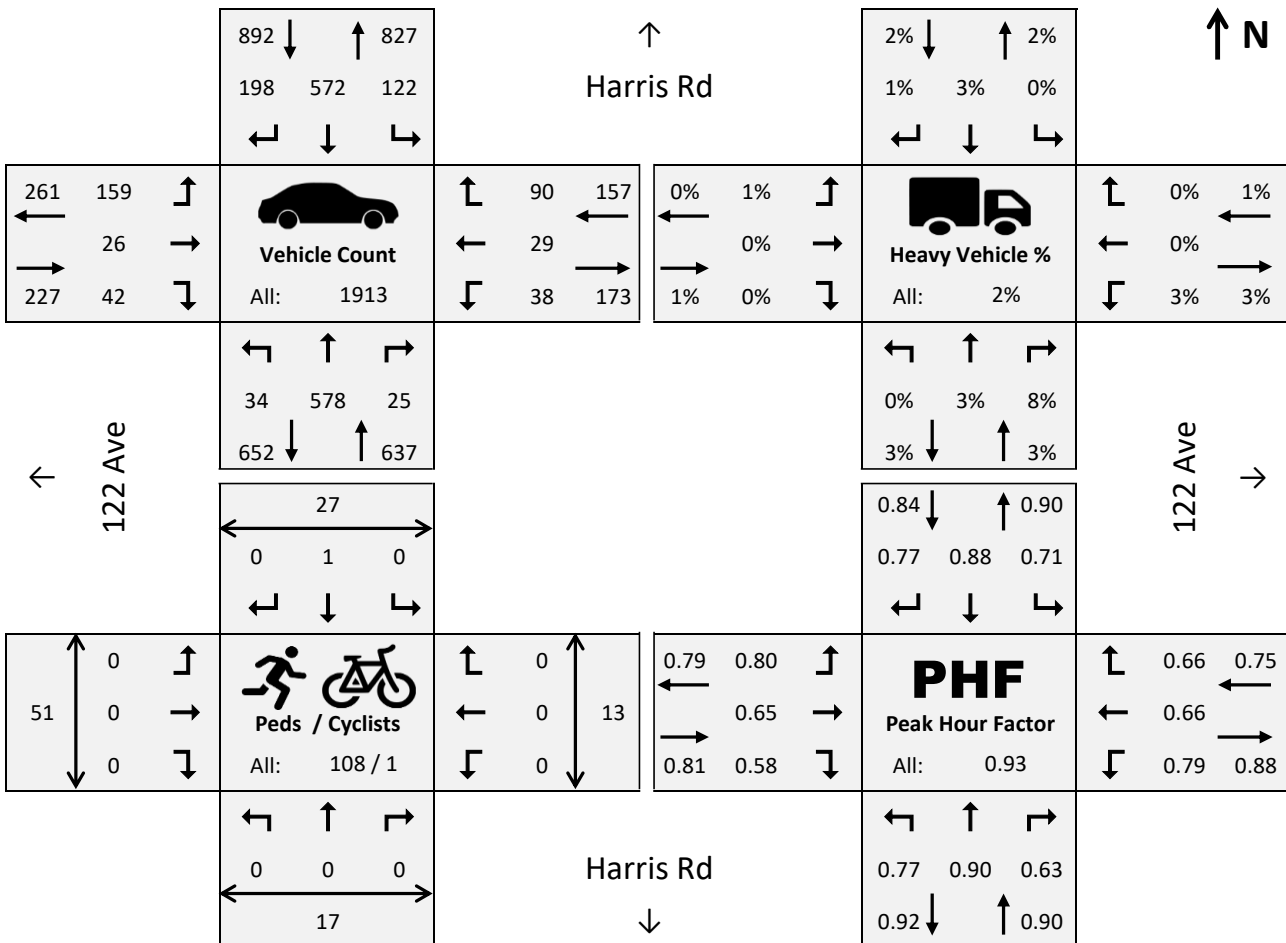 892 827 2% 2% N
Harris Rd
198 572 122 1% 3% 0%
261 159 90 157 0% 1% 0% 1%
26 29 0% 0%
Vehicle Count Heavy Vehicle %
227 42 All: 1913 38 173 1% 0% All: 2% 3% 3%
34 578 25 0% 3% 8%
652 637 3% 3%
122 Ave
122 Ave
27 0.84 0.90
0 1 0 0.77 0.88 0.71
0 0 0.79 0.80 0.66 0.75
51 0 0 13 0.65 PHF 0.66
Peds / Cyclists Peak Hour Factor
0 All: 108 / 1 0 0.81 0.58 All: 0.93 0.79 0.88
0 0 0 Harris Rd 0.77 0.90 0.63
17 0.92 0.90